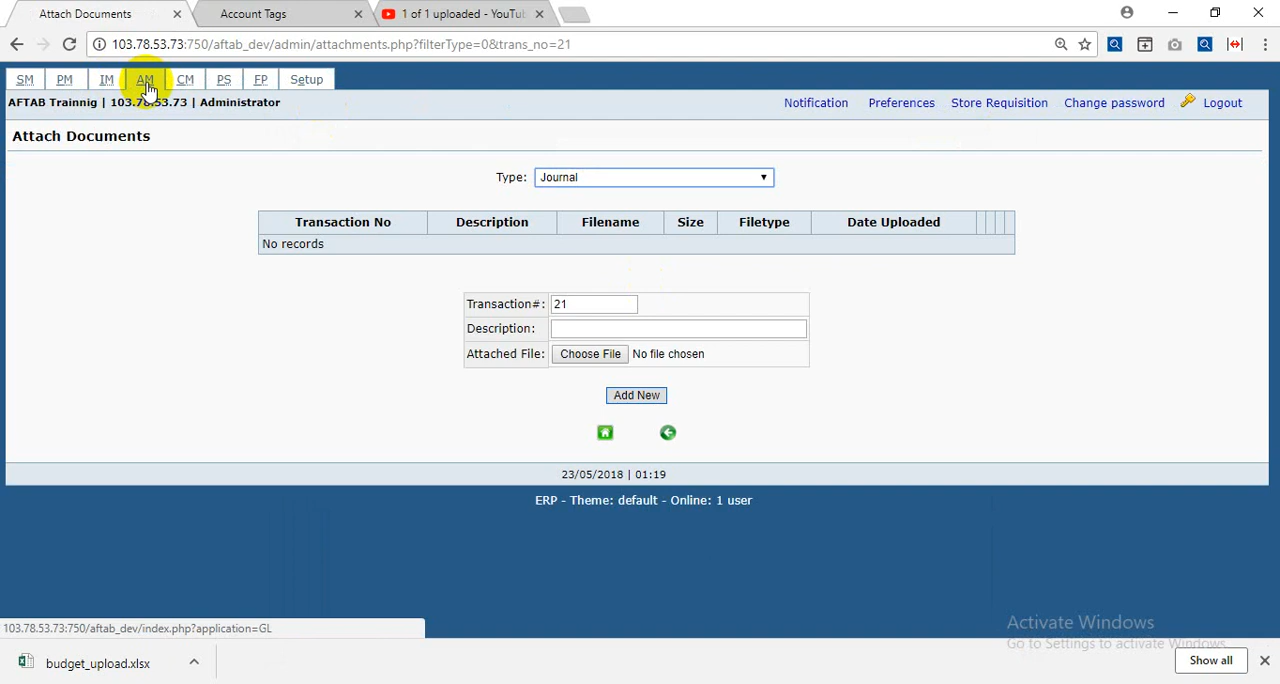 Attach Documents
Account Tags
1 of 1 uploaded - YouTu
103.78.53.73:750/aftab_dev/admin/attachments.php?filterType=0&trans_no=21
SM PM IM AM CM PS FP Setup
AFTAB Trainnig | 103.78.53.73 | Administrator
Notification Preferences Store Requisition Change password Logout
Attach Documents
Type: Journal
Transaction No Description Filename Size Filetype Date Uploaded
No records
Transaction#: 21
Description:
Attached File: Choose File No file chosen
Add New
23/05/2018 | 01:19
ERP - Theme: default - Online: 1 user
Activate Windows
Go to Settings to activate Windows.
103.78.53.73:750/aftab_dev/index.php?application=GL
budget_upload.xlsx
Show all